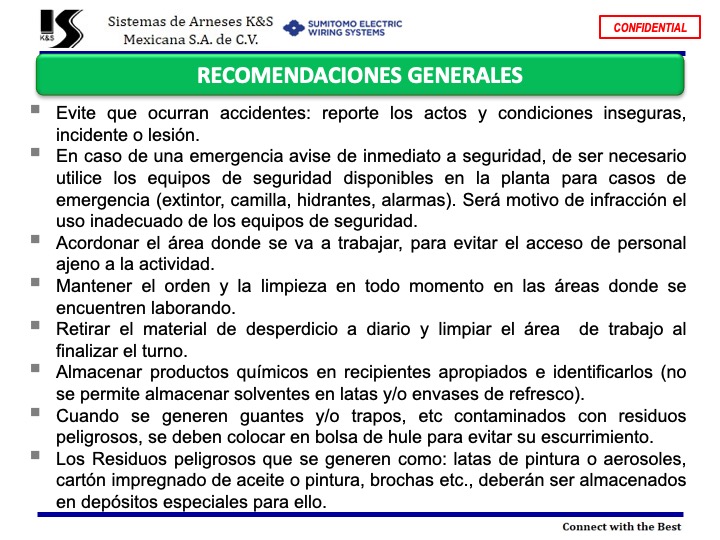 K&S
Sistemas de Arneses K&S
Mexicana S.A. de C.V.
SUMITOMO ELECTRIC
WIRING SYSTEMS
CONFIDENTIAL
RECOMENDACIONES GENERALES
Evite que ocurran accidentes: reporte los actos y condiciones inseguras,
incidente o lesión.
En caso de una emergencia avise de inmediato a seguridad, de ser necesario
utilice los equipos de seguridad disponibles en la planta para casos de
emergencia (extintor, camilla, hidrantes, alarmas). Será motivo de infracción el
uso inadecuado de los equipos de seguridad.
Acordonar el área donde se va a trabajar, para evitar el acceso de personal
ajeno a la actividad.
Mantener el orden y la limpieza en todo momento en las áreas donde se
encuentren laborando.
Retirar el material de desperdicio a diario y limpiar el área  de trabajo al
finalizar el turno.
Almacenar productos químicos en recipientes apropiados e identificarlos (no
se permite almacenar solventes en latas y/o envases de refresco).
Cuando se generen guantes y/o trapos, etc contaminados con residuos
peligrosos, se deben colocar en bolsa de hule para evitar su escurrimiento.
Los Residuos peligrosos que se generen como: latas de pintura o aerosoles,
cartón impregnado de aceite o pintura, brochas etc., deberán ser almacenados
en depósitos especiales para ello.
Connect with the Best